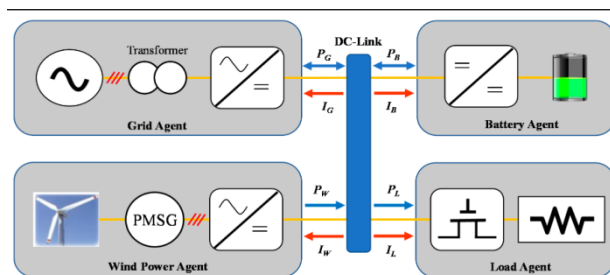 DC-Link
Transformer
P_G
P_B
I_G
I_B
Grid Agent
Battery Agent
PMSG
P_W
P_L
I_W
I_L
Wind Power Agent
Load Agent